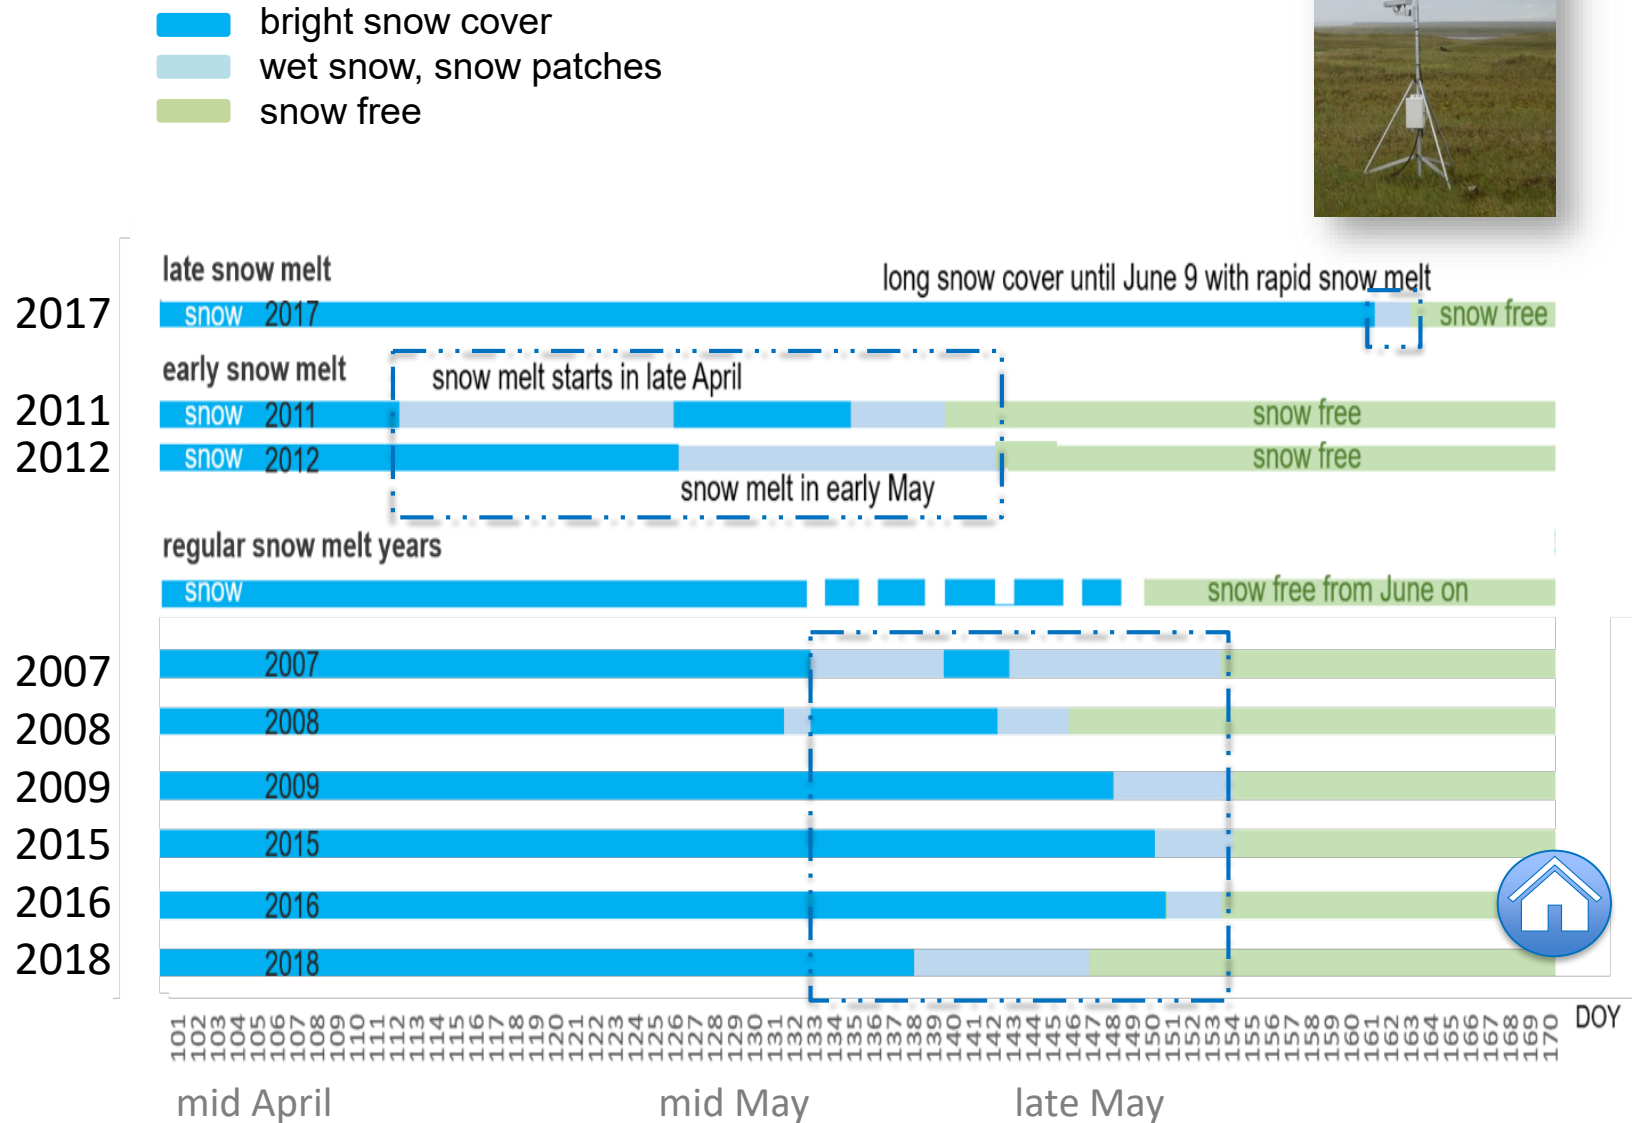 bright snow cover
wet snow, snow patches
snow free
late snow melt
long snow cover until June 9 with rapid snow melt
2017 snow 2017 snow free
early snow melt
snow melt starts in late April
2011 snow 2011 snow free
2012 snow 2012 snow free
snow melt in early May
regular snow melt years
snow snow free from June on
2007 2007
2008 2008
2009 2009
2015 2015
2016 2016
2018 2018
101 102 103 104 105 106 107 108 109 110 111 112 113 114 115 116 117 118 119 120 121 122 123 124 125 126 127 128 129 130 131 132 133 134 135 136 137 138 139 140 141 142 143 144 145 146 147 148 149 150 151 152 153 154 155 156 157 158 159 160 161 162 163 164 165 166 167 168 169 170 DOY
mid April mid May late May